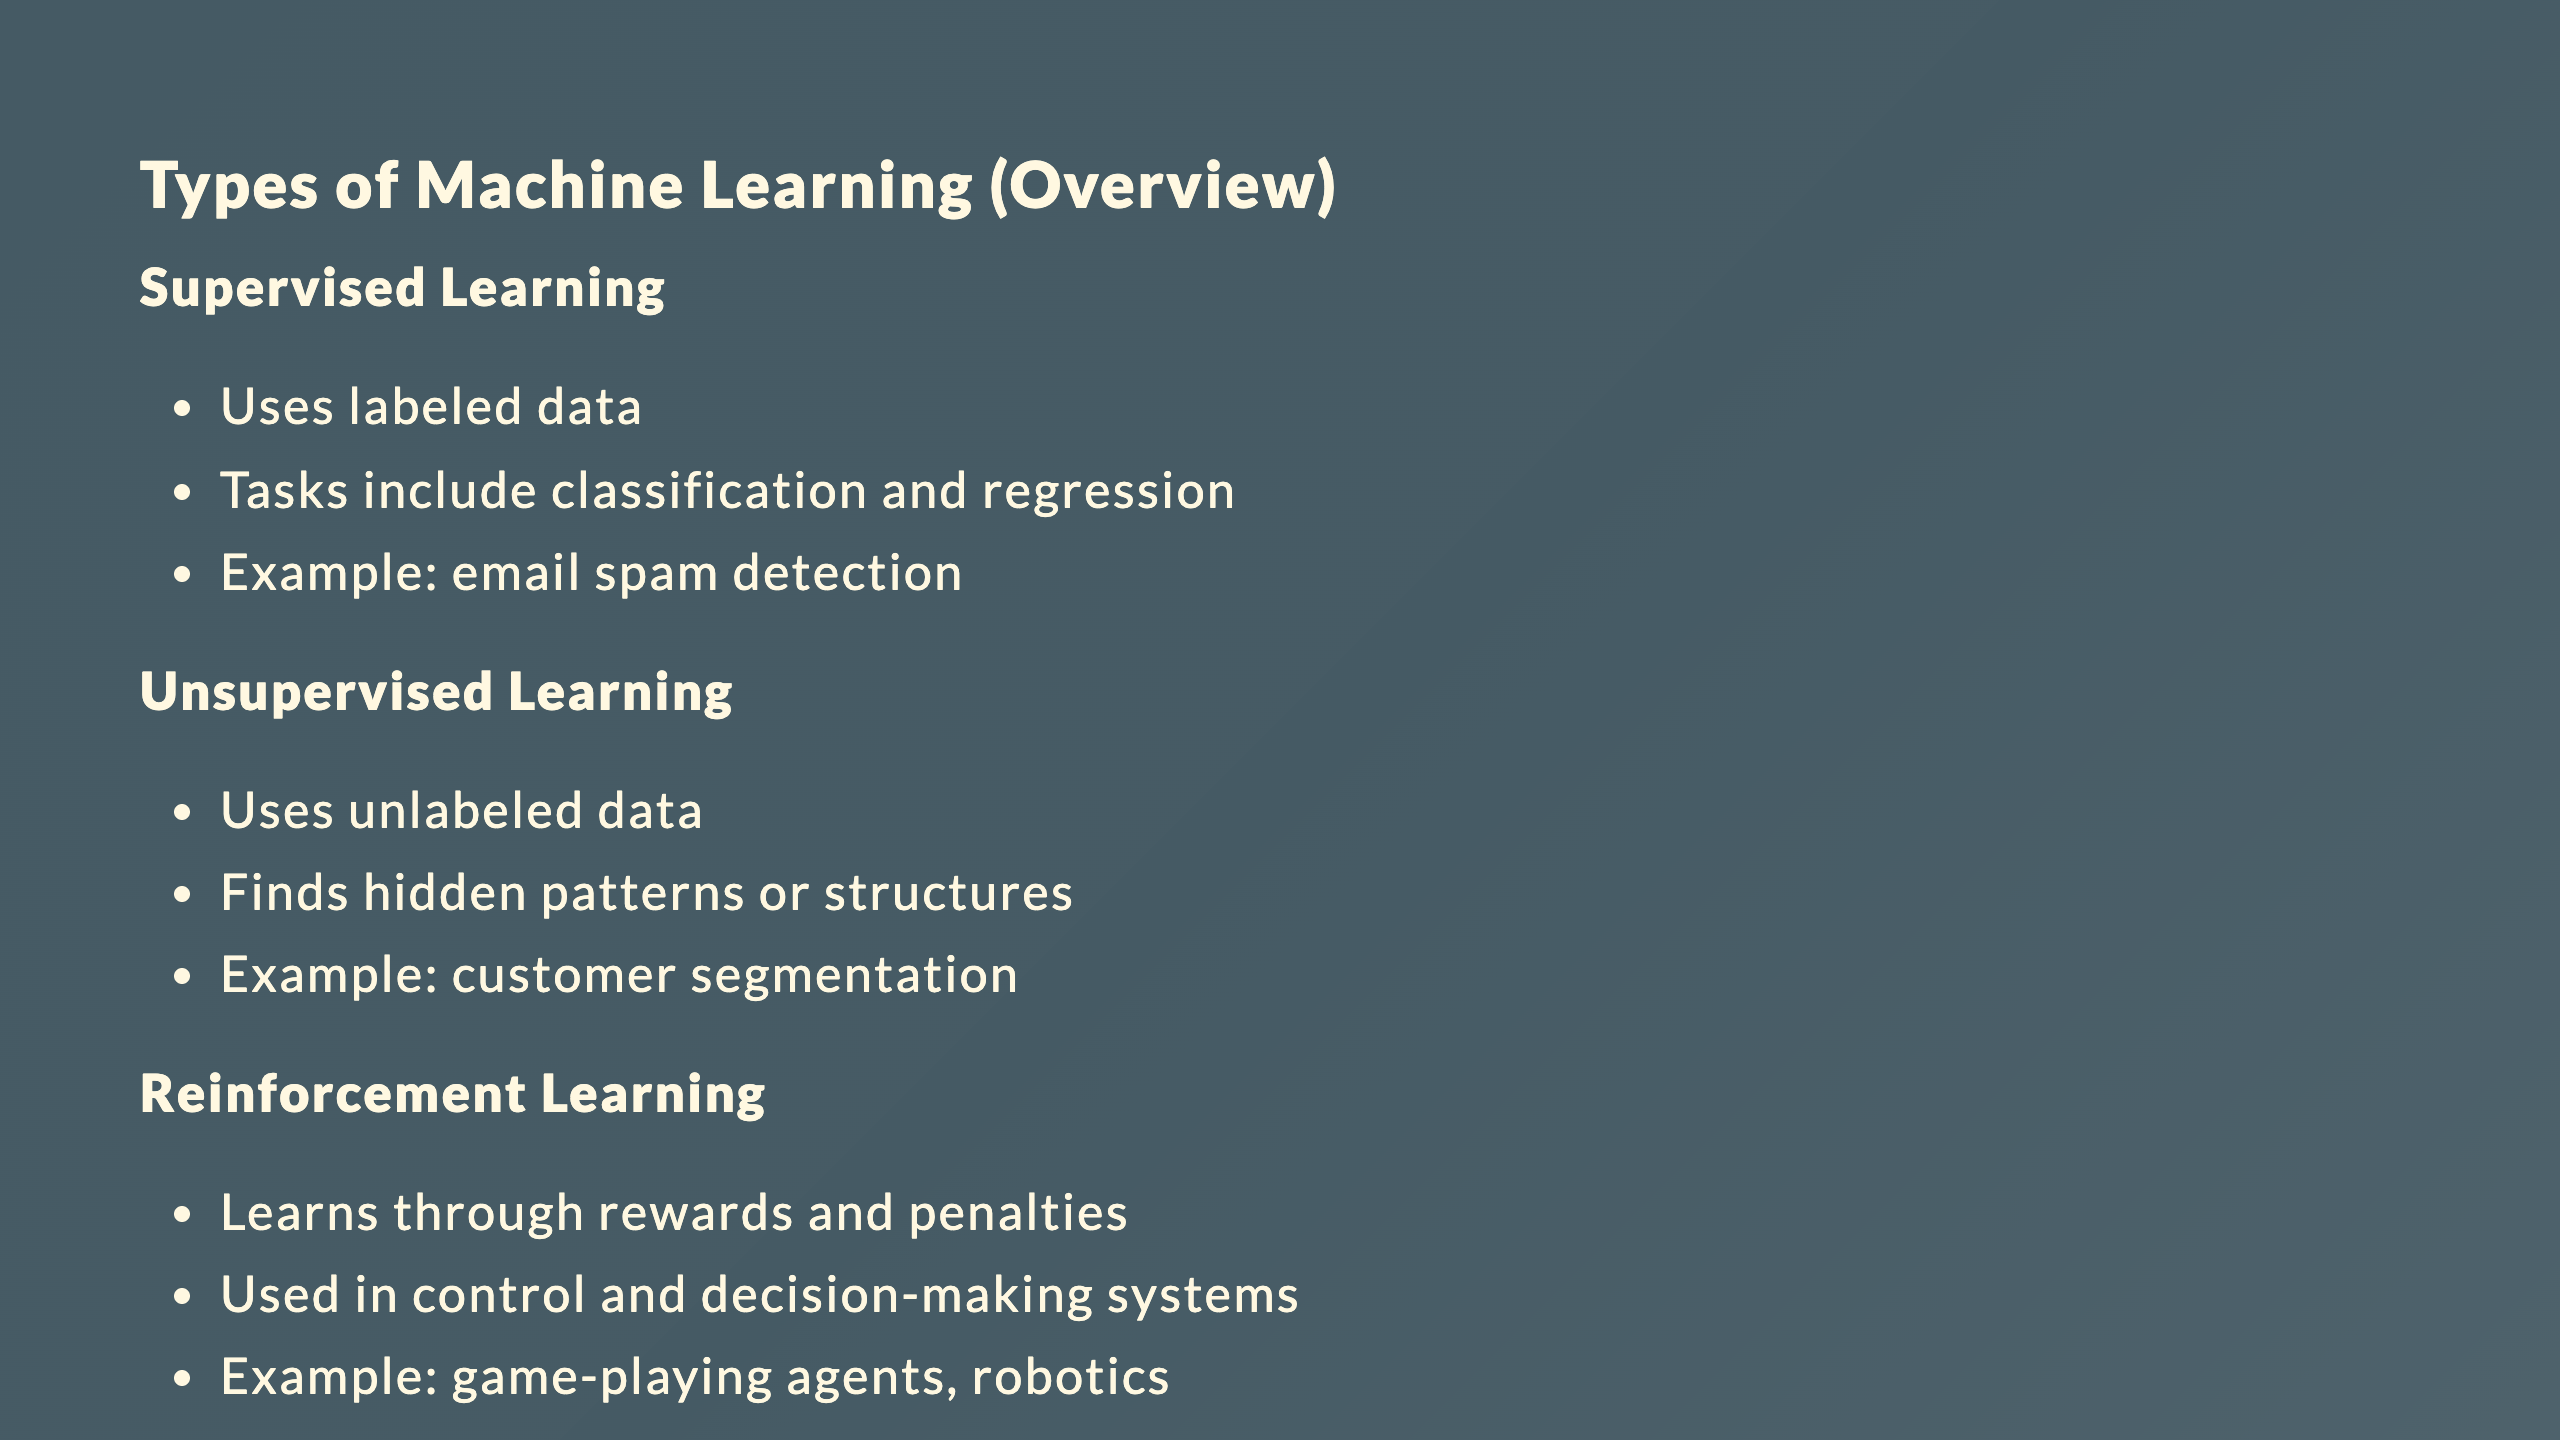 Types of Machine Learning (Overview)
Supervised Learning
• Uses labeled data
• Tasks include classification and regression
• Example: email spam detection
Unsupervised Learning
• Uses unlabeled data
• Finds hidden patterns or structures
• Example: customer segmentation
Reinforcement Learning
• Learns through rewards and penalties
• Used in control and decision-making systems
• Example: game-playing agents, robotics